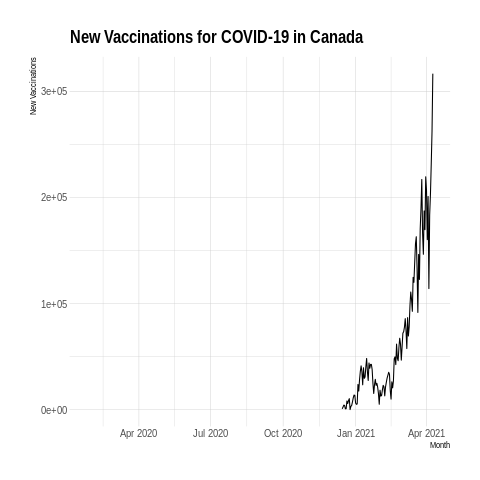 New Vaccinations for COVID-19 in Canada
New Vaccinations
3e+05
2e+05
1e+05
0e+00
Apr 2020 Jul 2020 Oct 2020 Jan 2021 Apr 2021
Month